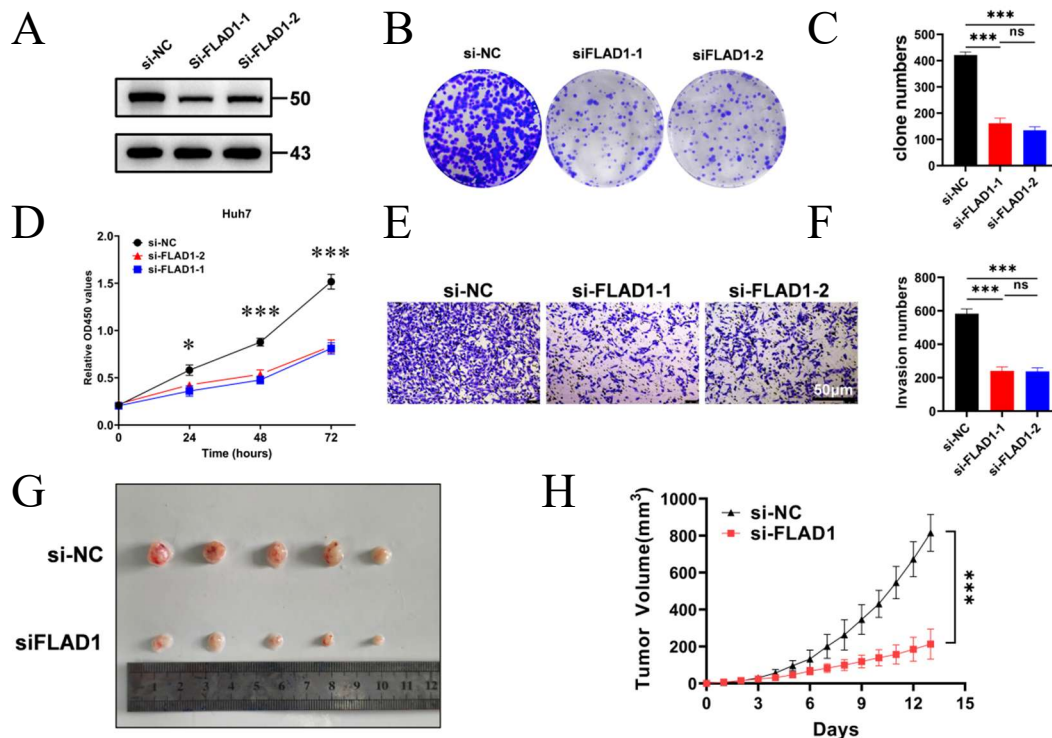 A
si-NC
Si-FLAD1-1
Si-FLAD1-2
50
43
B
si-NC
siFLAD1-1
siFLAD1-2
C
clone numbers
500
400
300
200
100
0
***
***
ns
si-NC
si-FLAD1-1
si-FLAD1-2
D
Huh7
si-NC
si-FLAD1-2
si-FLAD1-1
Relative OD450 values
2.0
1.5
1.0
0.5
0.0
*
***
***
0 24 48 72
Time (hours)
E
si-NC
si-FLAD1-1
si-FLAD1-2
50μm
F
Invasion numbers
800
600
400
200
0
***
***
ns
si-NC
si-FLAD1-1
si-FLAD1-2
G
si-NC
siFLAD1
1 2 3 4 5 6 7 8 9 10 11 12
H
si-NC
si-FLAD1
Tumor Volume(mm³)
1000
800
600
400
200
0
***
0 3 6 9 12 15
Days